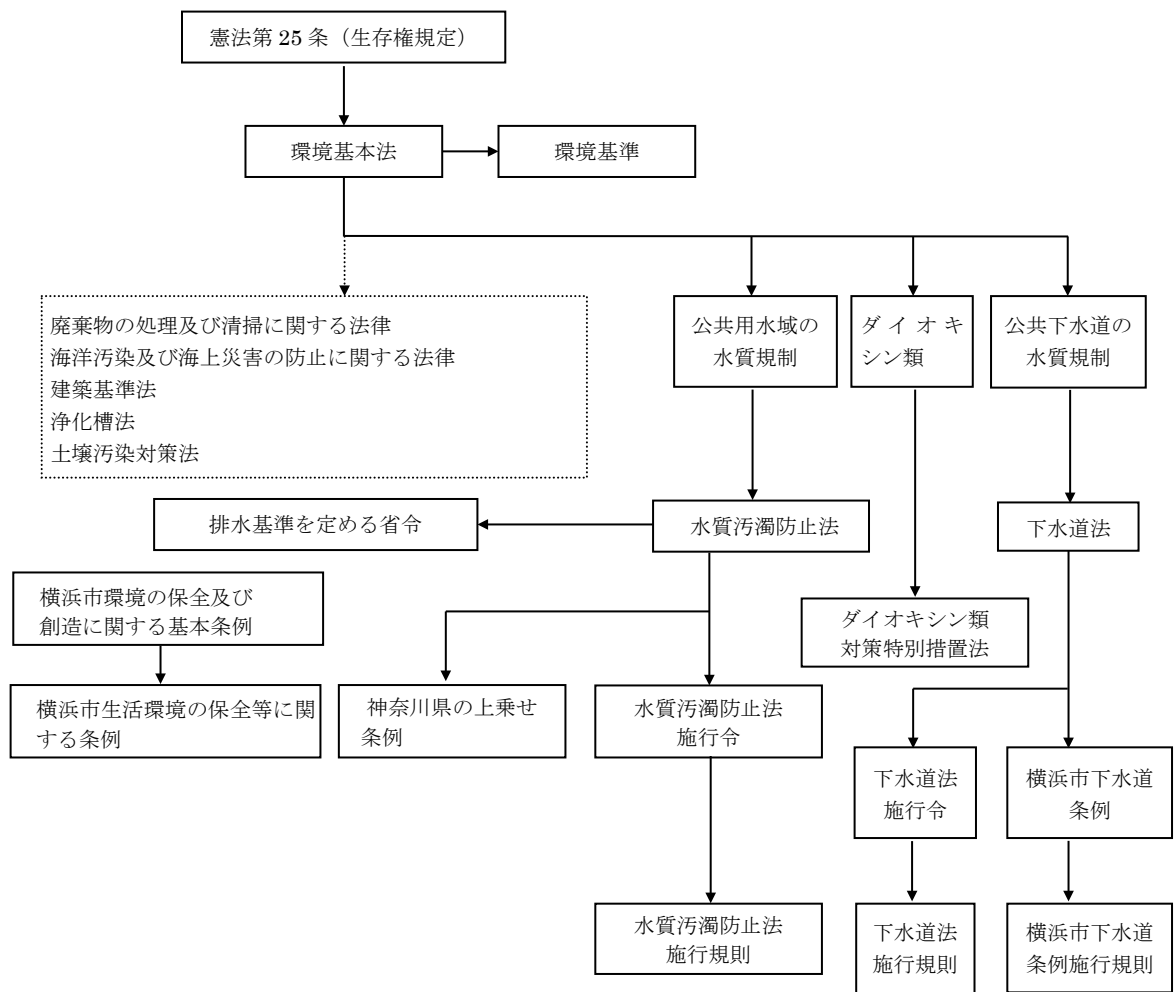 憲法第 25 条（生存権規定）
環境基本法
環境基準
廃棄物の処理及び清掃に関する法律
海洋汚染及び海上災害の防止に関する法律
建築基準法
浄化槽法
土壌汚染対策法
公共用水域の
水質規制
ダイオキ
シン類
公共下水道の
水質規制
排水基準を定める省令
水質汚濁防止法
下水道法
横浜市環境の保全及び
創造に関する基本条例
ダイオキシン類
対策特別措置法
横浜市生活環境の保全等に関
する条例
神奈川県の上乗せ
条例
水質汚濁防止法
施行令
下水道法
施行令
横浜市下水道
条例
水質汚濁防止法
施行規則
下水道法
施行規則
横浜市下水道
条例施行規則